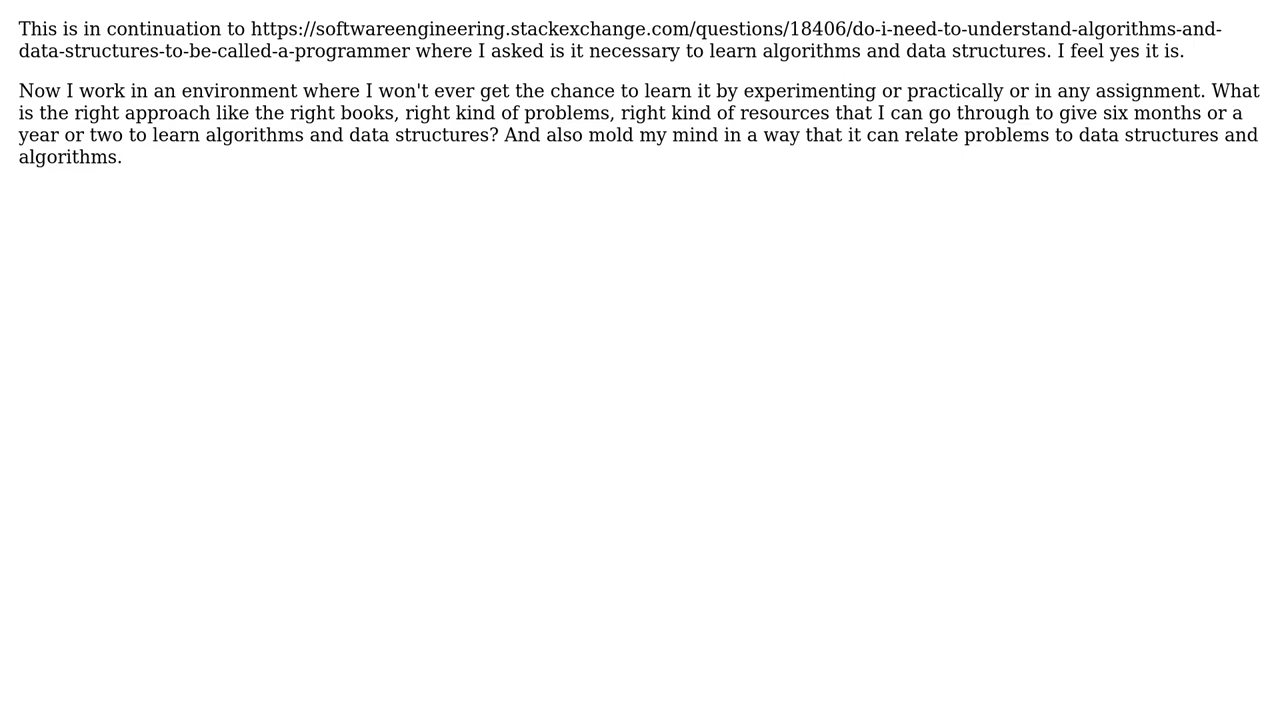 This is in continuation to https://softwareengineering.stackexchange.com/questions/18406/do-i-need-to-understand-algorithms-and-
data-structures-to-be-called-a-programmer where I asked is it necessary to learn algorithms and data structures. I feel yes it is.
Now I work in an environment where I won't ever get the chance to learn it by experimenting or practically or in any assignment. What
is the right approach like the right books, right kind of problems, right kind of resources that I can go through to give six months or a
year or two to learn algorithms and data structures? And also mold my mind in a way that it can relate problems to data structures and
algorithms.